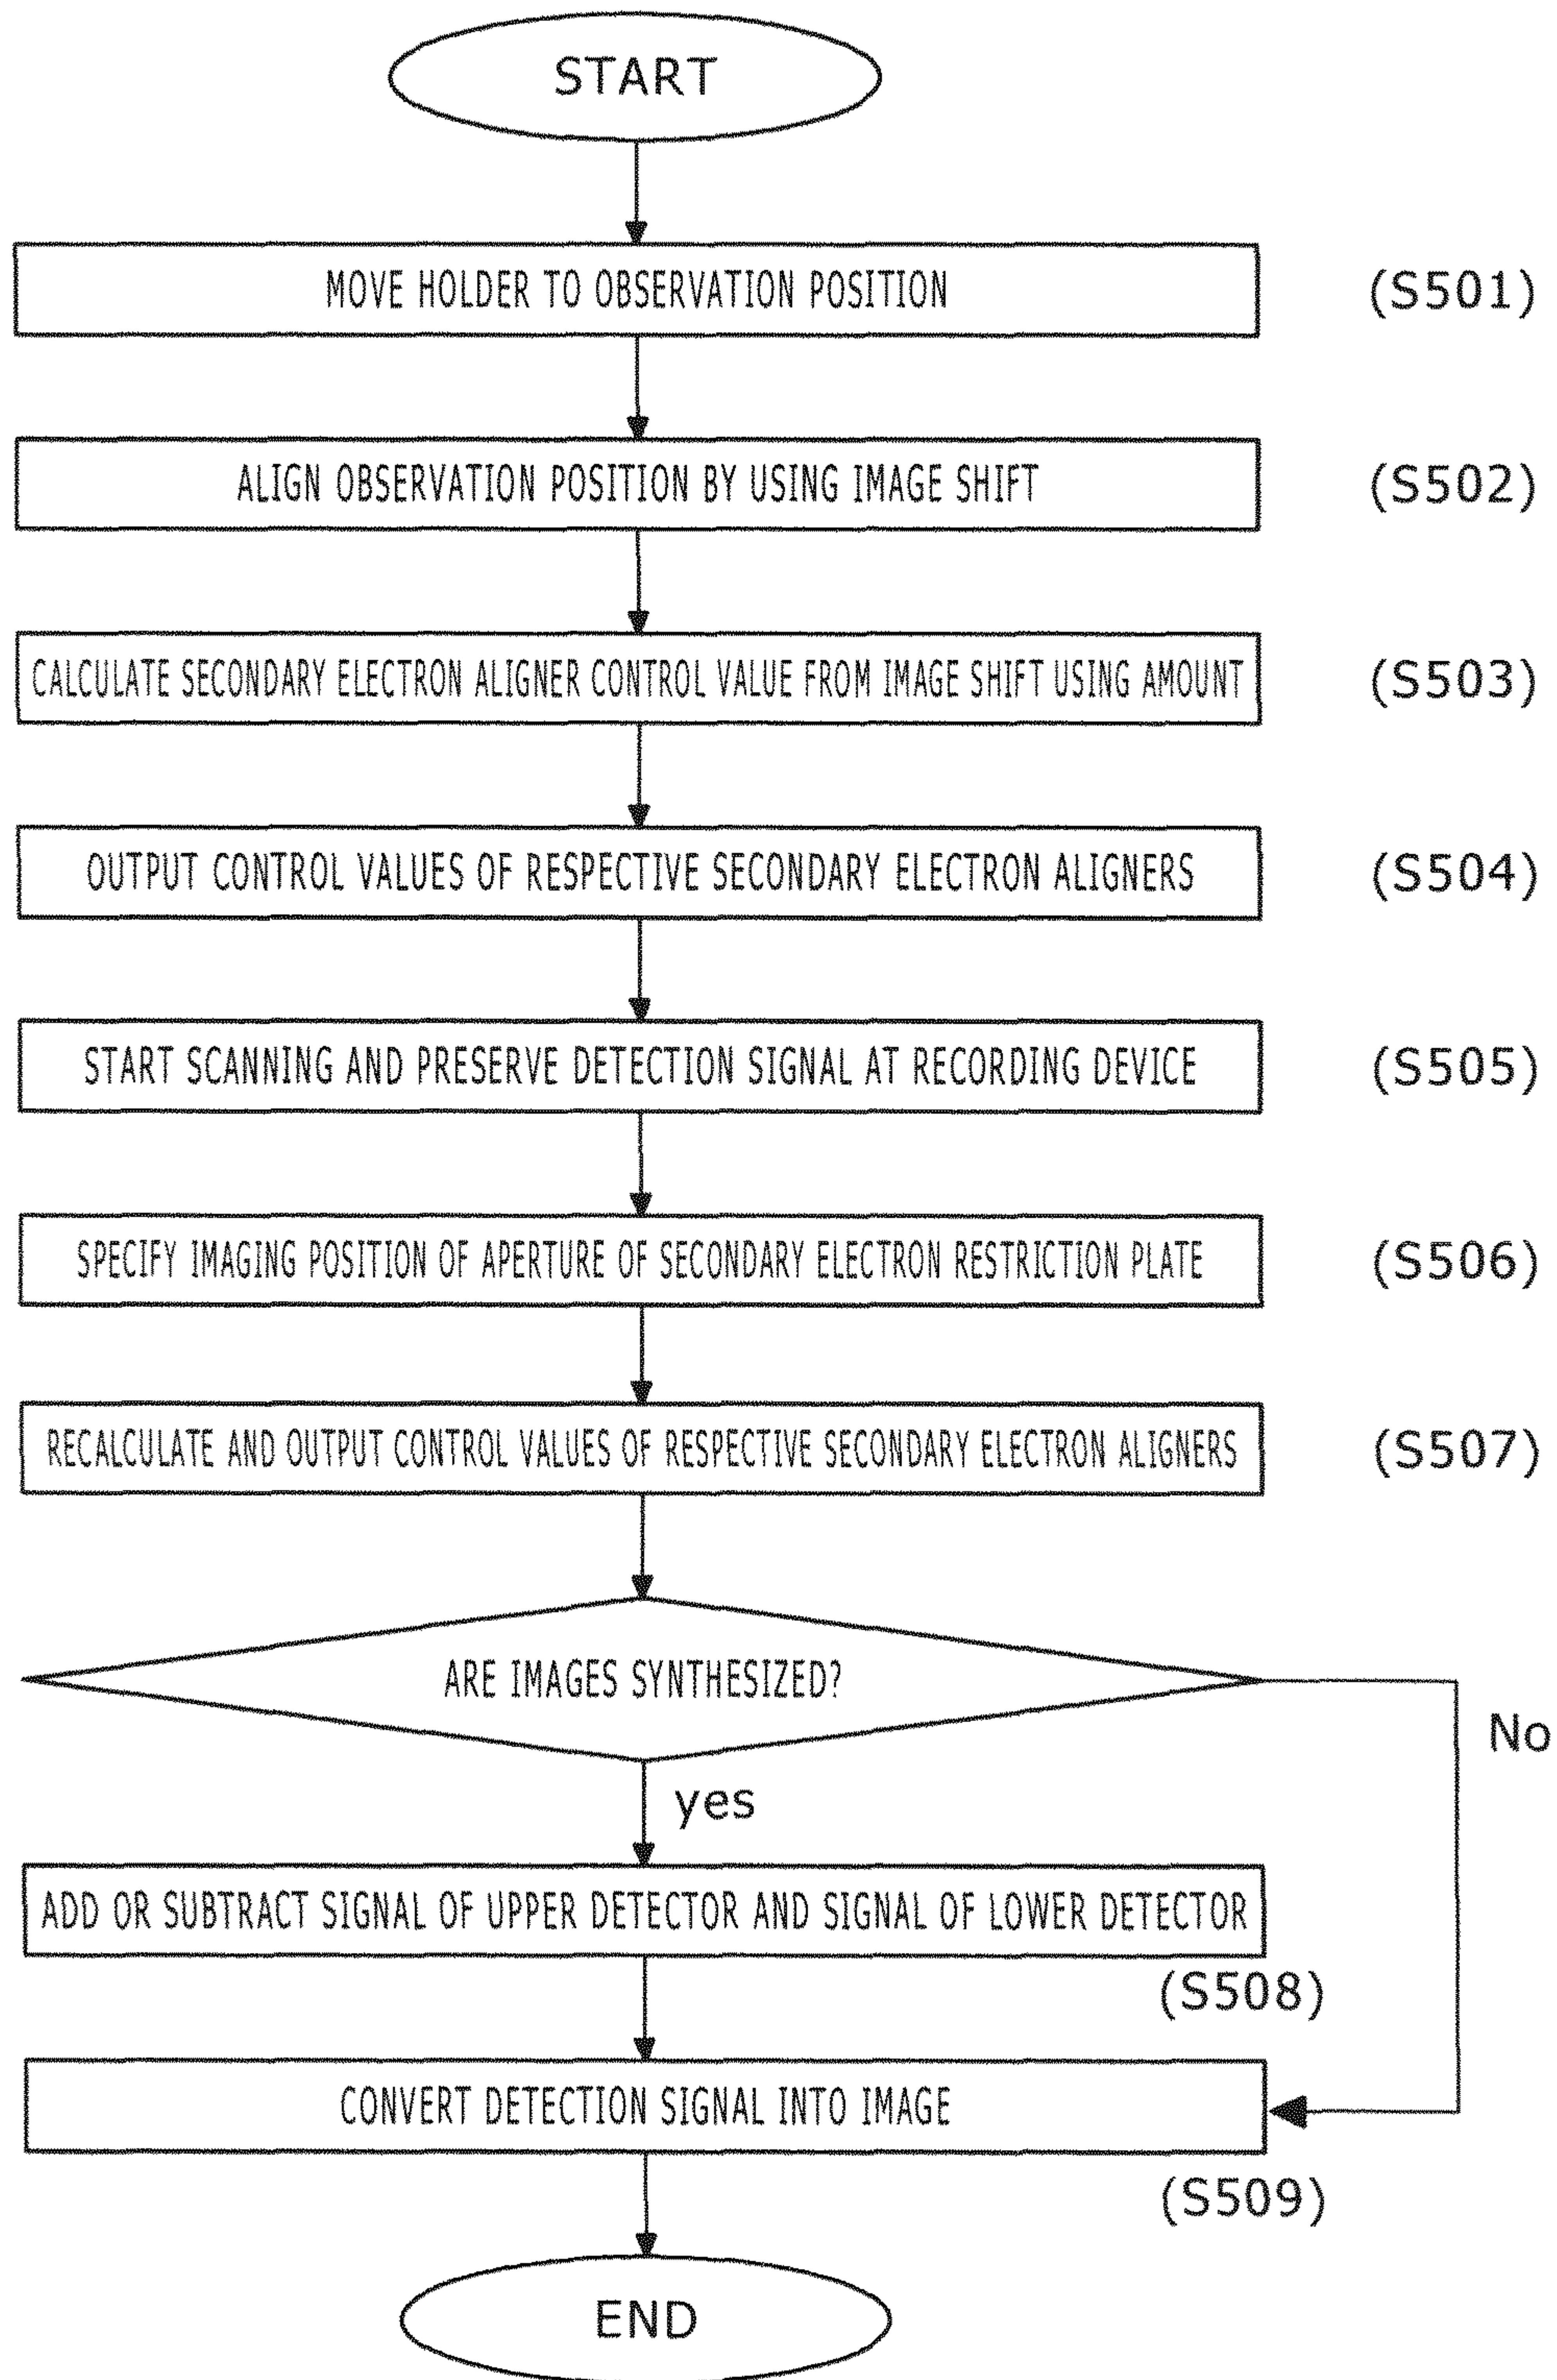 START
MOVE HOLDER TO OBSERVATION POSITION
(S501)
ALIGN OBSERVATION POSITION BY USING IMAGE SHIFT
(S502)
CALCULATE SECONDARY ELECTRON ALIGNER CONTROL VALUE FROM IMAGE SHIFT USING AMOUNT
(S503)
OUTPUT CONTROL VALUES OF RESPECTIVE SECONDARY ELECTRON ALIGNERS
(S504)
START SCANNING AND PRESERVE DETECTION SIGNAL AT RECORDING DEVICE
(S505)
SPECIFY IMAGING POSITION OF APERTURE OF SECONDARY ELECTRON RESTRICTION PLATE
(S506)
RECALCULATE AND OUTPUT CONTROL VALUES OF RESPECTIVE SECONDARY ELECTRON ALIGNERS
(S507)
ARE IMAGES SYNTHESIZED?
No
yes
ADD OR SUBTRACT SIGNAL OF UPPER DETECTOR AND SIGNAL OF LOWER DETECTOR
(S508)
CONVERT DETECTION SIGNAL INTO IMAGE
(S509)
END